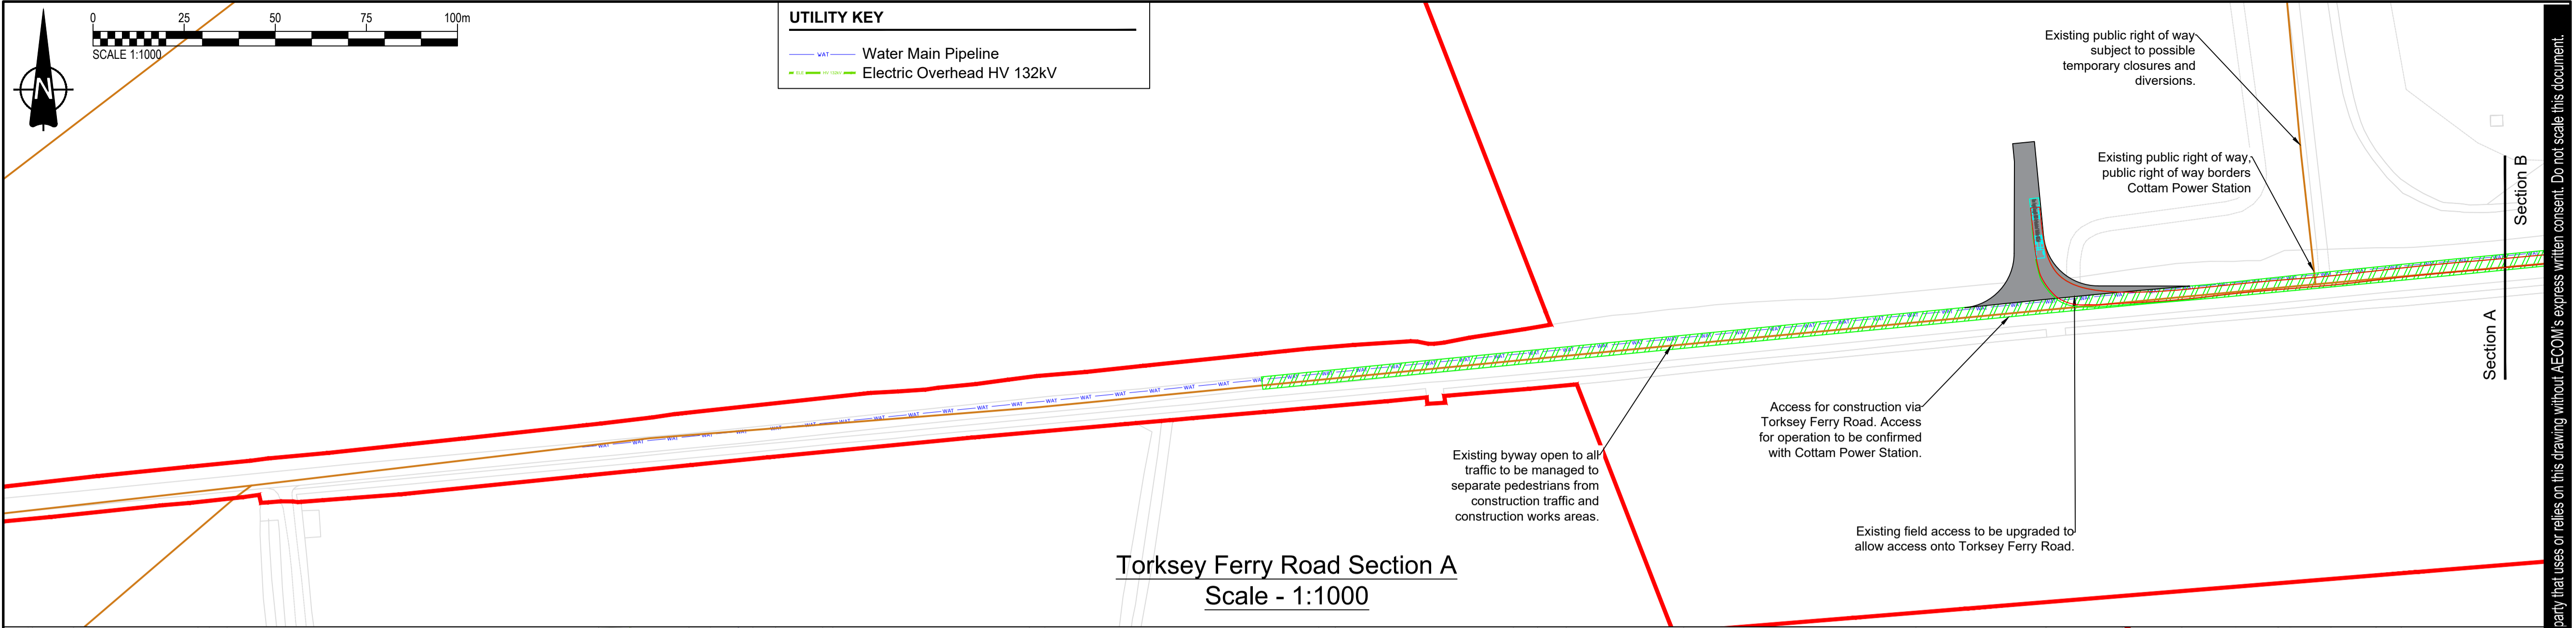 0 25 50 75 100m
SCALE 1:1000
N
UTILITY KEY
WAT Water Main Pipeline
Electric Overhead HV 132kV
Existing public right of way
subject to possible
temporary closures and
diversions.
Existing public right of way,
public right of way borders
Cottam Power Station
Section B
Section A
Access for construction via
Torksey Ferry Road. Access
for operation to be confirmed
with Cottam Power Station.
Existing byway open to all
traffic to be managed to
separate pedestrians from
construction traffic and
construction works areas.
Existing field access to be upgraded to
allow access onto Torksey Ferry Road.
Torksey Ferry Road Section A
Scale - 1:1000
party that uses or relies on this drawing without AECOM's express written consent. Do not scale this document.